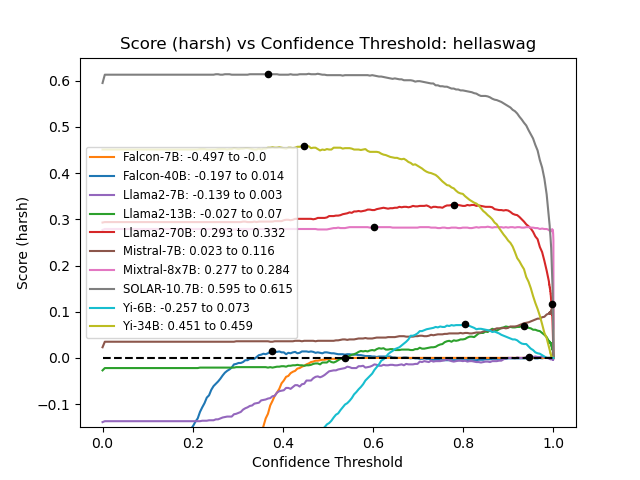 Score (harsh) vs Confidence Threshold: hellaswag
Score (harsh)
0.6
0.5
0.4
0.3
0.2
0.1
0.0
−0.1
Falcon-7B: -0.497 to -0.0
Falcon-40B: -0.197 to 0.014
Llama2-7B: -0.139 to 0.003
Llama2-13B: -0.027 to 0.07
Llama2-70B: 0.293 to 0.332
Mistral-7B: 0.023 to 0.116
Mixtral-8x7B: 0.277 to 0.284
SOLAR-10.7B: 0.595 to 0.615
Yi-6B: -0.257 to 0.073
Yi-34B: 0.451 to 0.459
0.0 0.2 0.4 0.6 0.8 1.0
Confidence Threshold